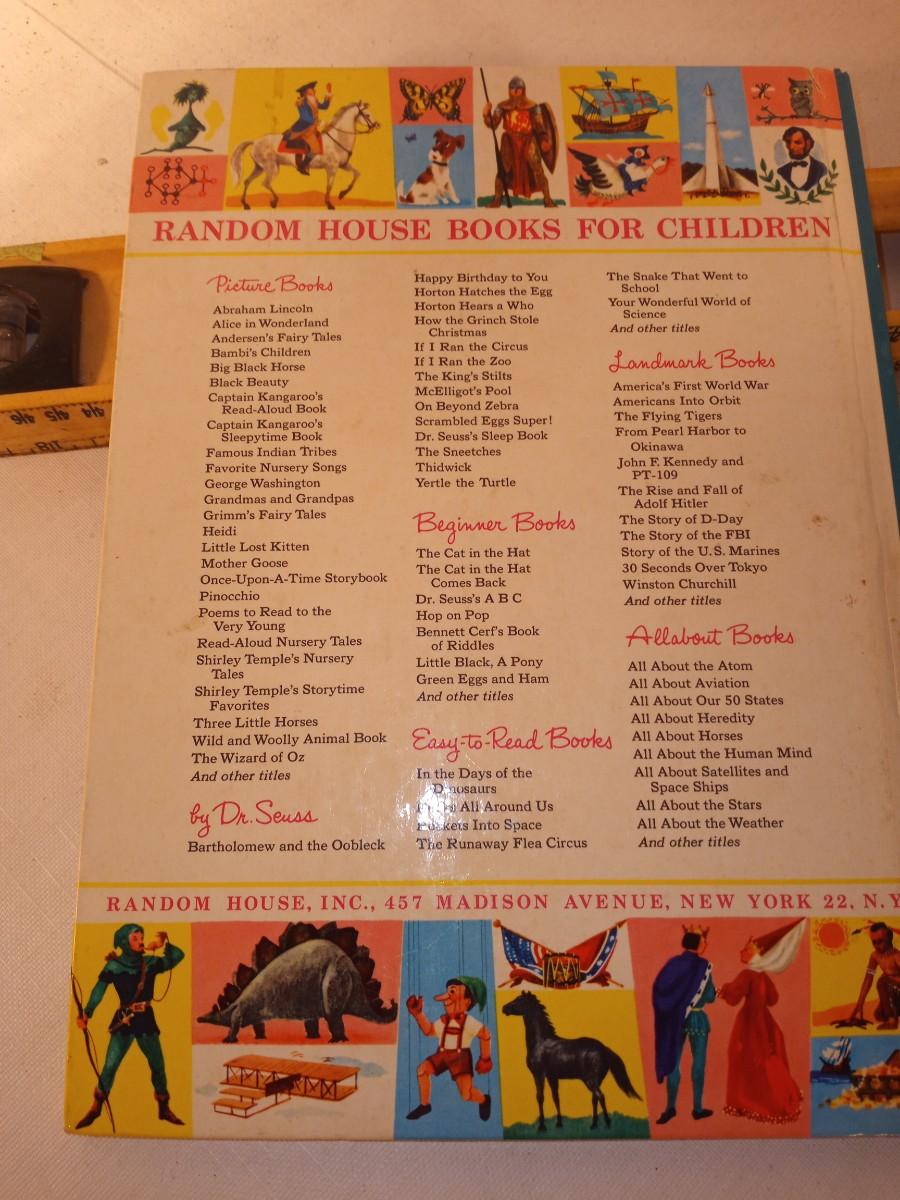 RANDOM HOUSE BOOKS FOR CHILDREN
Picture Books
Abraham Lincoln
Alice in Wonderland
Andersen's Fairy Tales
Bambi's Children
Big Black Horse
Black Beauty
Captain Kangaroo's
Read-Aloud Book
Captain Kangaroo's
Sleepytime Book
Famous Indian Tribes
Favorite Nursery Songs
George Washington
Grandmas and Grandpas
Grimm's Fairy Tales
Heidi
Little Lost Kitten
Mother Goose
Once-Upon-A-Time Storybook
Pinocchio
Poems to Read to the
Very Young
Read-Aloud Nursery Tales
Shirley Temple's Nursery
Tales
Shirley Temple's Storytime
Favorites
Three Little Horses
Wild and Woolly Animal Book
The Wizard of Oz
And other titles
by Dr. Seuss
Bartholomew and the Oobleck
Happy Birthday to You
Horton Hatches the Egg
Horton Hears a Who
How the Grinch Stole
Christmas
If I Ran the Circus
If I Ran the Zoo
The King's Stilts
McElligot's Pool
On Beyond Zebra
Scrambled Eggs Super!
Dr. Seuss's Sleep Book
The Sneetches
Thidwick
Yertle the Turtle
Beginner Books
The Cat in the Hat
The Cat in the Hat
Comes Back
Dr. Seuss's A B C
Hop on Pop
Bennett Cerf's Book
of Riddles
Little Black, A Pony
Green Eggs and Ham
And other titles
Easy-to-Read Books
In the Days of the
Dinosaurs
All Around Us
Rockets Into Space
The Runaway Flea Circus
The Snake That Went to
School
Your Wonderful World of
Science
And other titles
Landmark Books
America's First World War
Americans Into Orbit
The Flying Tigers
From Pearl Harbor to
Okinawa
John F. Kennedy and
PT-109
The Rise and Fall of
Adolf Hitler
The Story of D-Day
The Story of the FBI
Story of the U.S. Marines
30 Seconds Over Tokyo
Winston Churchill
And other titles
Allabout Books
All About the Atom
All About Aviation
All About Our 50 States
All About Heredity
All About Horses
All About the Human Mind
All About Satellites and
Space Ships
All About the Stars
All About the Weather
And other titles
RANDOM HOUSE, INC., 457 MADISON AVENUE, NEW YORK 22, N.Y
46 45 44